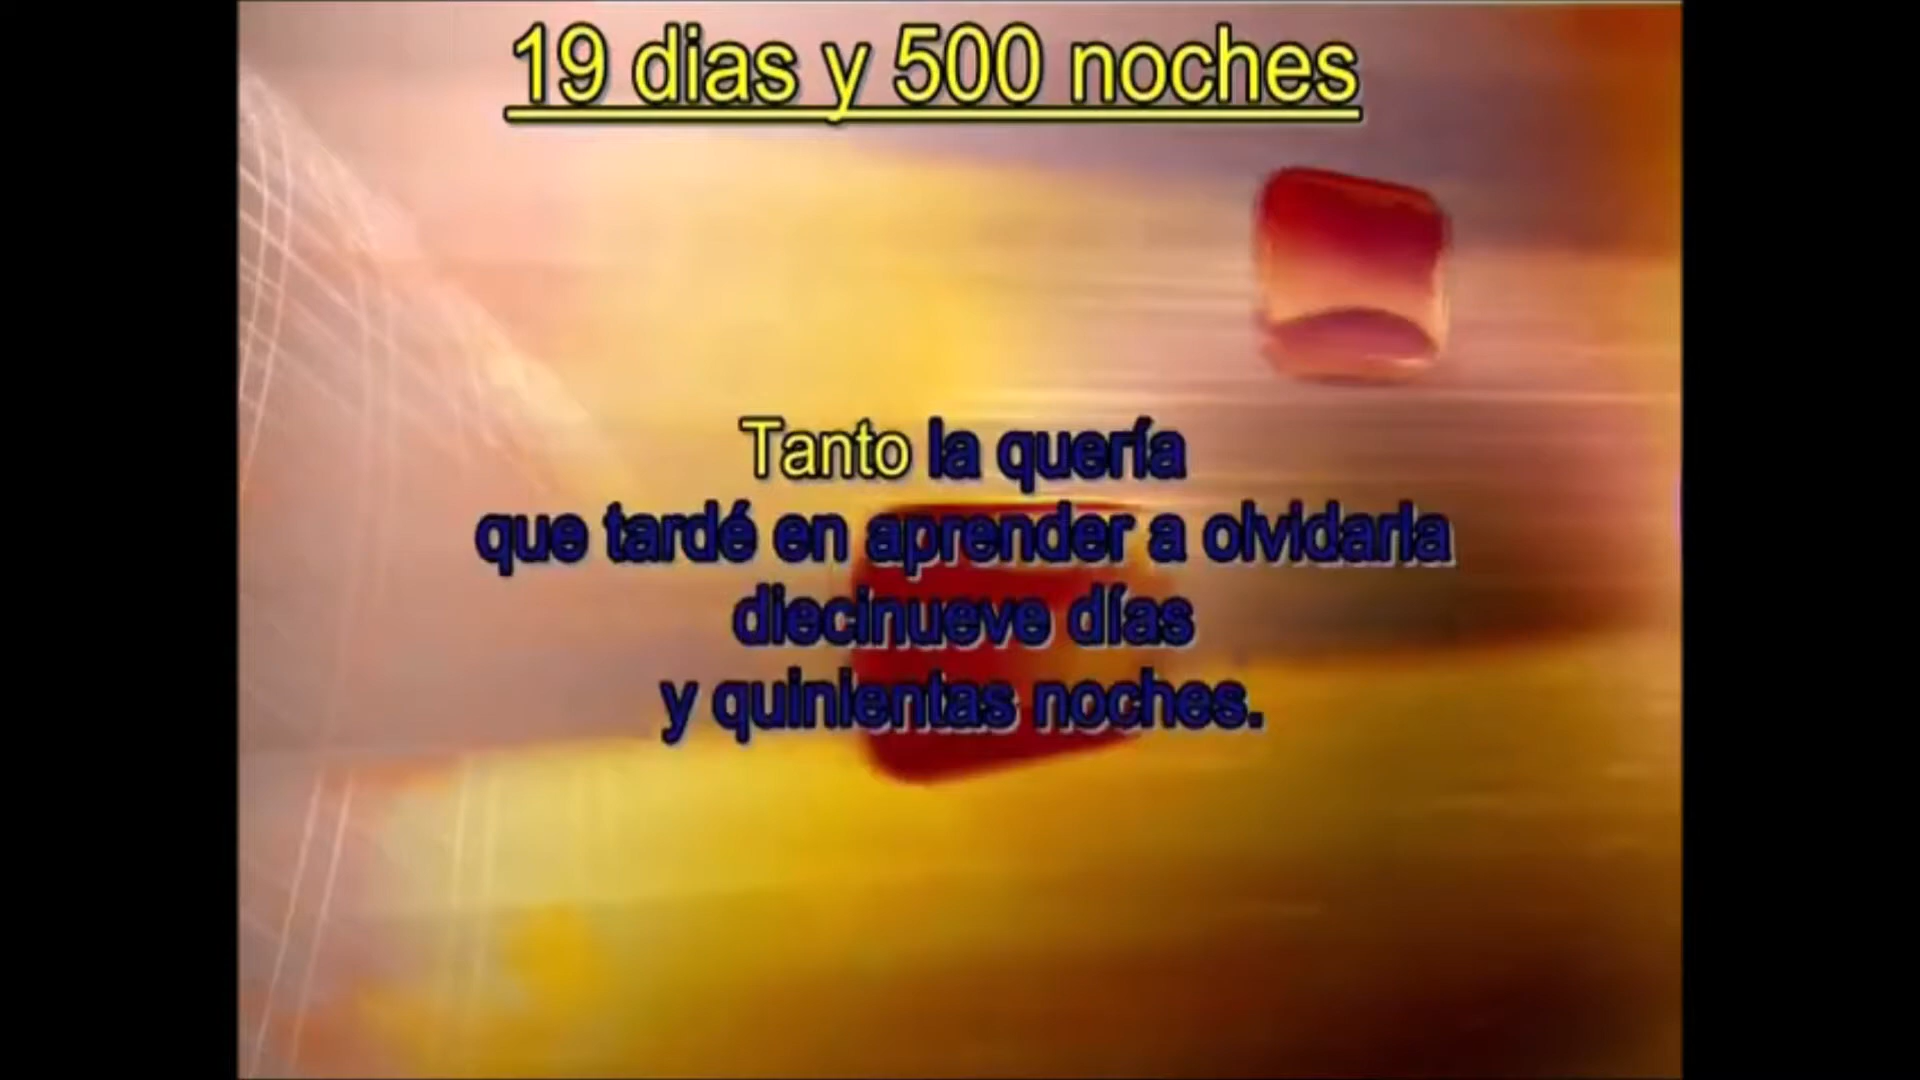 19 dias y 500 noches
Tanto la quería
que tardé en aprender a olvidarla
diecinueve días
y quinientas noches.